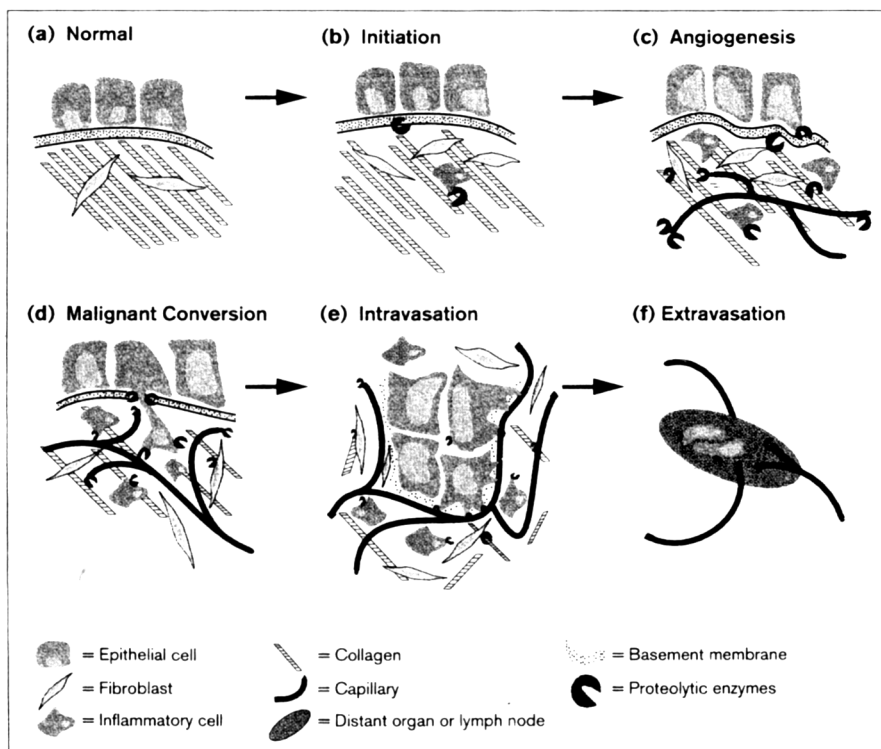 (a) Normal
(b) Initiation
(c) Angiogenesis
(d) Malignant Conversion
(e) Intravasation
(f) Extravasation
= Epithelial cell
= Collagen
= Basement membrane
= Fibroblast
= Capillary
= Proteolytic enzymes
= Inflammatory cell
= Distant organ or lymph node